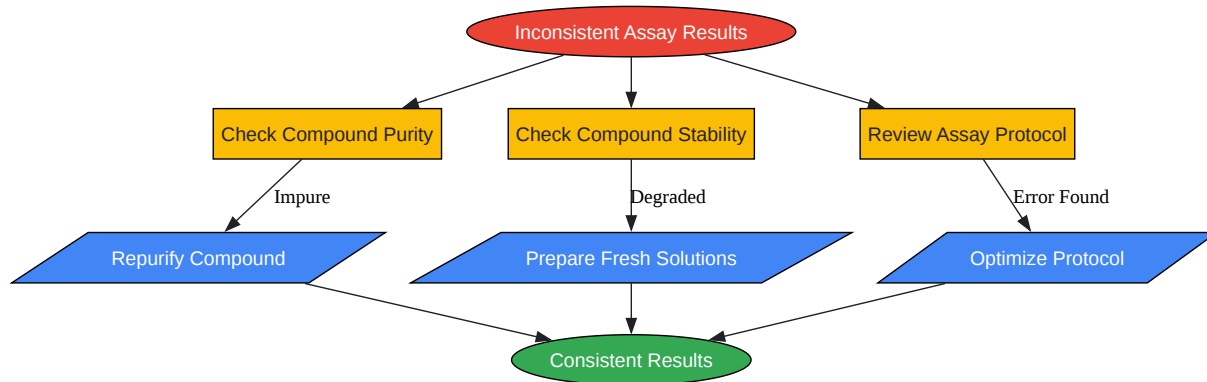 Inconsistent Assay Results
Check Compound Purity
Check Compound Stability
Review Assay Protocol
Impure
Degraded
Error Found
Repurify Compound
Prepare Fresh Solutions
Optimize Protocol
Consistent Results